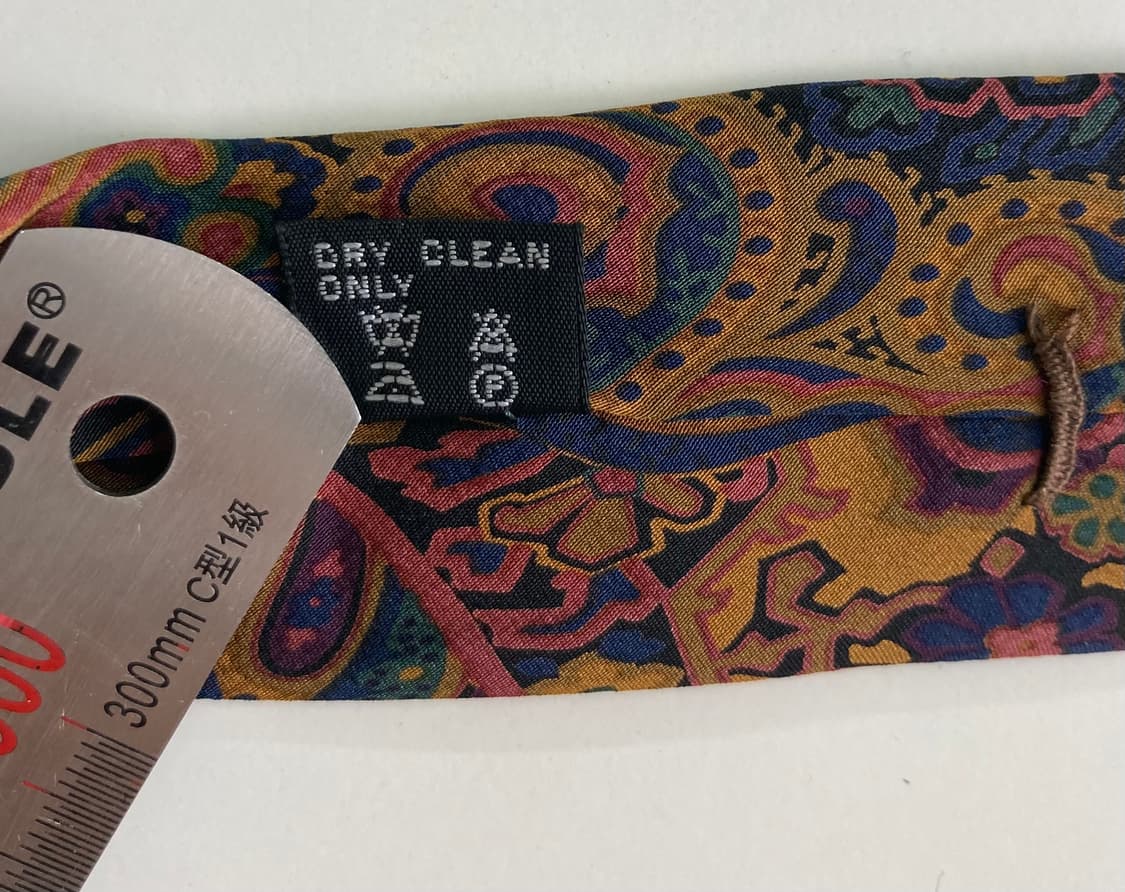 DRY CLEAN
ONLY
P
LE®
300mm C型1級